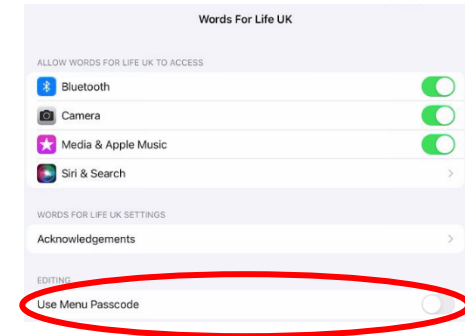 Words For Life UK
ALLOW WORDS FOR LIFE UK TO ACCESS
Bluetooth
Camera
Media & Apple Music
Siri & Search
WORDS FOR LIFE UK SETTINGS
Acknowledgements
EDITING
Use Menu Passcode